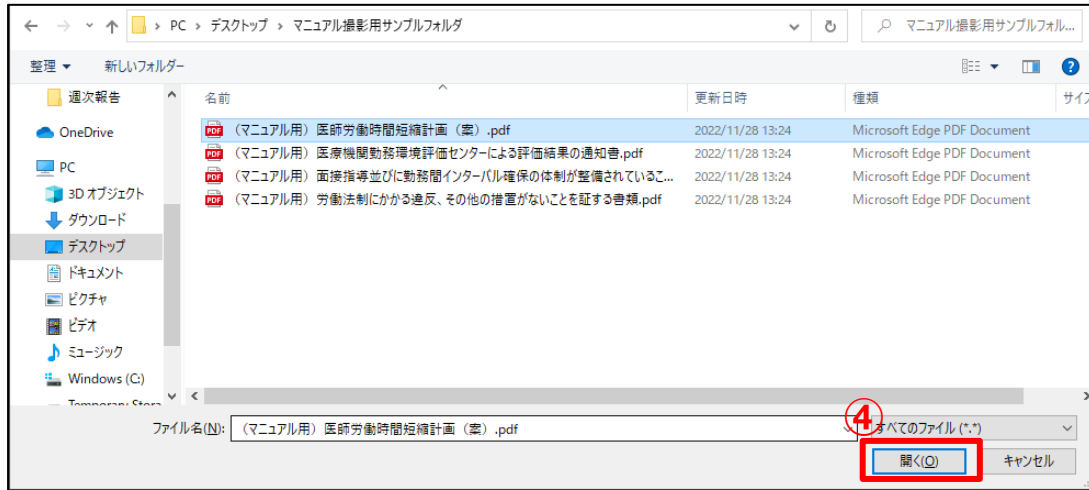 PC › デスクトップ › マニュアル撮影用サンプルフォルダ
マニュアル撮影用サンプルフォル...
整理 新しいフォルダー
名前 更新日時 種類
週次報告
OneDrive
PC
3D オブジェクト
ダウンロード
デスクトップ
ドキュメント
ピクチャ
ビデオ
ミュージック
Windows (C:)
PDF （マニュアル用）医師労働時間短縮計画（案）.pdf 2022/11/28 13:24 Microsoft Edge PDF Document
PDF （マニュアル用）医療機関勤務環境評価センターによる評価結果の通知書.pdf 2022/11/28 13:24 Microsoft Edge PDF Document
PDF （マニュアル用）面接指導並びに勤務間インターバル確保の体制が整備されているこ... 2022/11/28 13:24 Microsoft Edge PDF Document
PDF （マニュアル用）労働法制にかかる違反、その他の措置がないことを証する書類.pdf 2022/11/28 13:24 Microsoft Edge PDF Document
ファイル名(N): （マニュアル用）医師労働時間短縮計画（案）.pdf
④
すべてのファイル (*.*)
開く(O) キャンセル